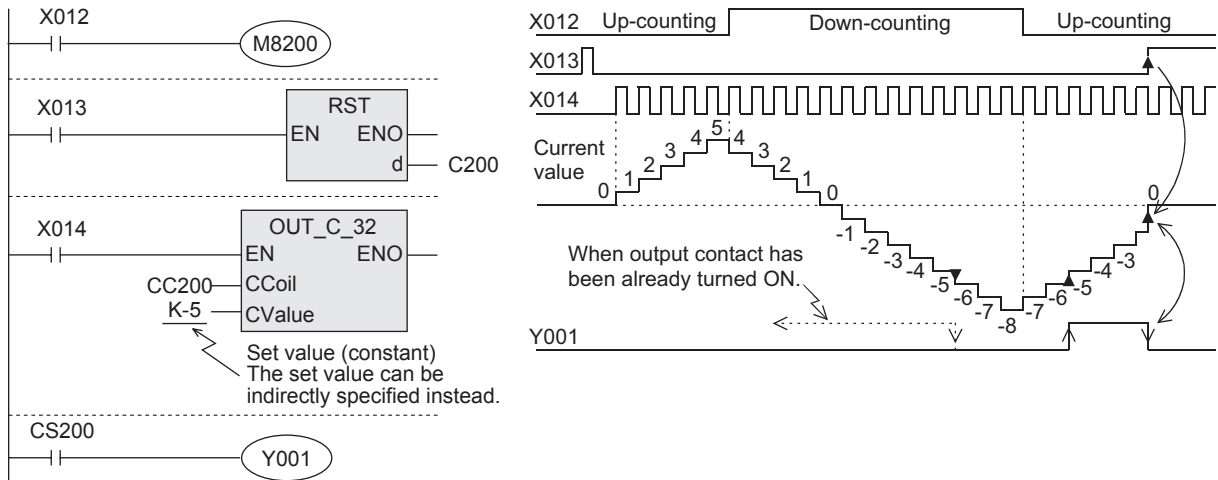 X012
M8200
X013
RST
EN ENO
d C200
X014
OUT_C_32
EN ENO
CC200 CCoil
K-5 CValue
Set value (constant)
The set value can be
indirectly specified instead.
CS200
Y001
X012 Up-counting Down-counting Up-counting
X013
X014
Current
value
0 1 2 3 4 5 4 3 2 1 0 -1 -2 -3 -4 -5 -6 -7 -8 -7 -6 -5 -4 -3 0
When output contact has
been already turned ON.
Y001